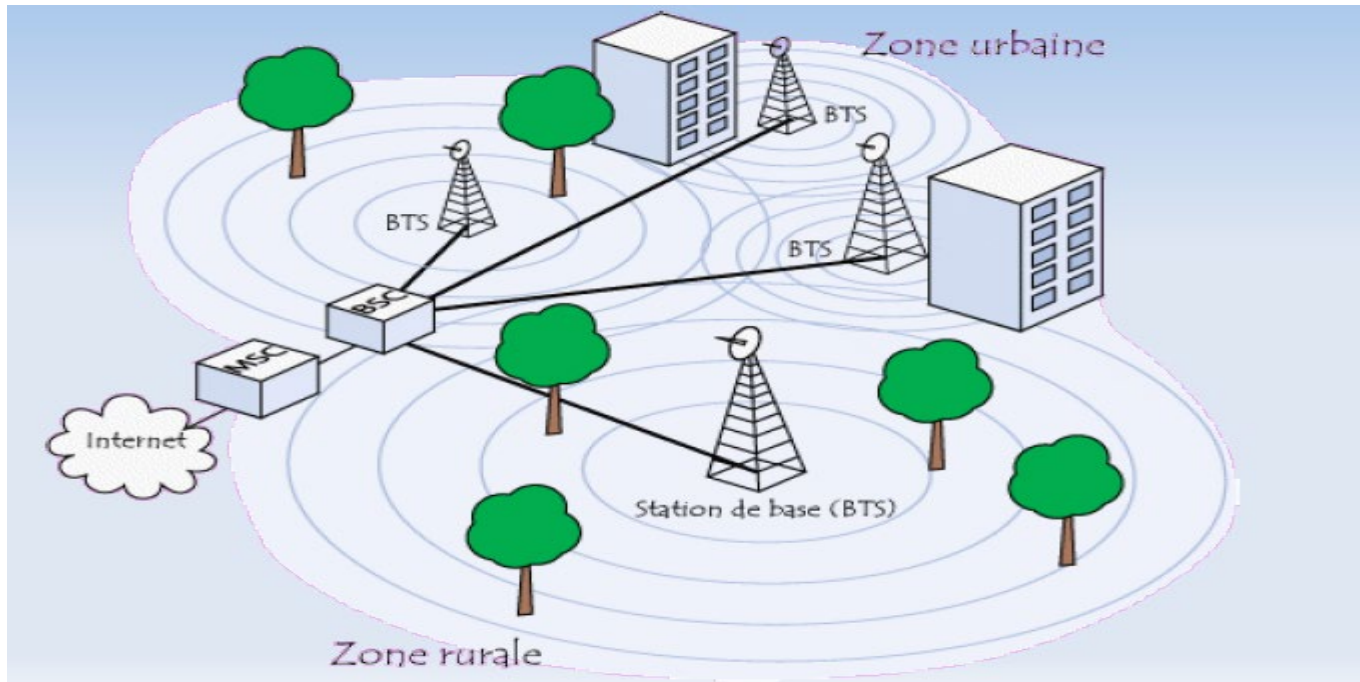 Zone urbaine
BTS
BTS
BTS
BSC
MSC
Internet
Station de base (BTS)
Zone rurale